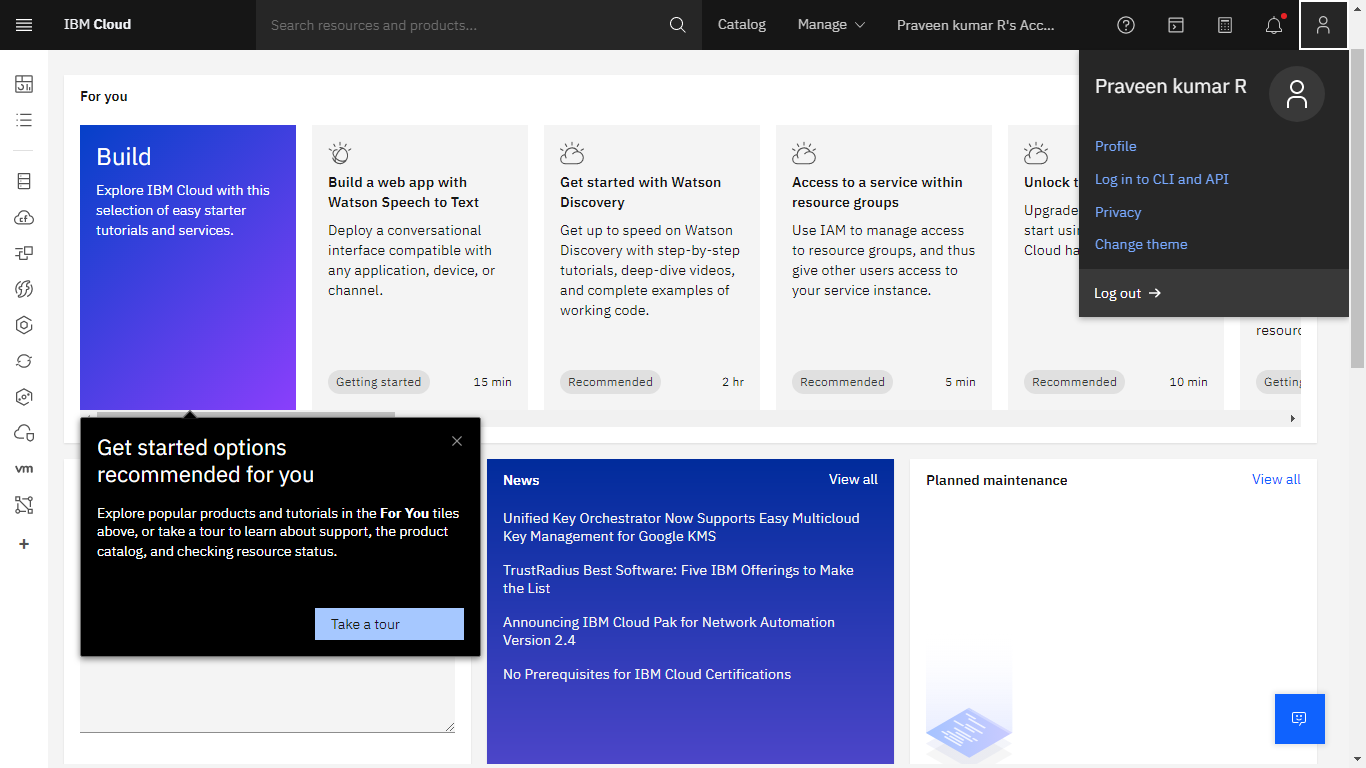 IBM Cloud
Search resources and products...
Catalog
Manage
Praveen kumar R's Acc...
Praveen kumar R
Profile
Log in to CLI and API
Privacy
Change theme
Log out
For you
Build
Explore IBM Cloud with this
selection of easy starter
tutorials and services.
Build a web app with
Watson Speech to Text
Deploy a conversational
interface compatible with
any application, device, or
channel.
Getting started
15 min
Get started with Watson
Discovery
Get up to speed on Watson
Discovery with step-by-step
tutorials, deep-dive videos,
and complete examples of
working code.
Recommended
2 hr
Access to a service within
resource groups
Use IAM to manage access
to resource groups, and thus
give other users access to
your service instance.
Recommended
5 min
Unlock t
Upgrade
start usin
Cloud ha
Recommended
10 min
resourc
Getting
Get started options
recommended for you
Explore popular products and tutorials in the For You tiles
above, or take a tour to learn about support, the product
catalog, and checking resource status.
Take a tour
News
View all
Unified Key Orchestrator Now Supports Easy Multicloud
Key Management for Google KMS
TrustRadius Best Software: Five IBM Offerings to Make
the List
Announcing IBM Cloud Pak for Network Automation
Version 2.4
No Prerequisites for IBM Cloud Certifications
Planned maintenance
View all
vm